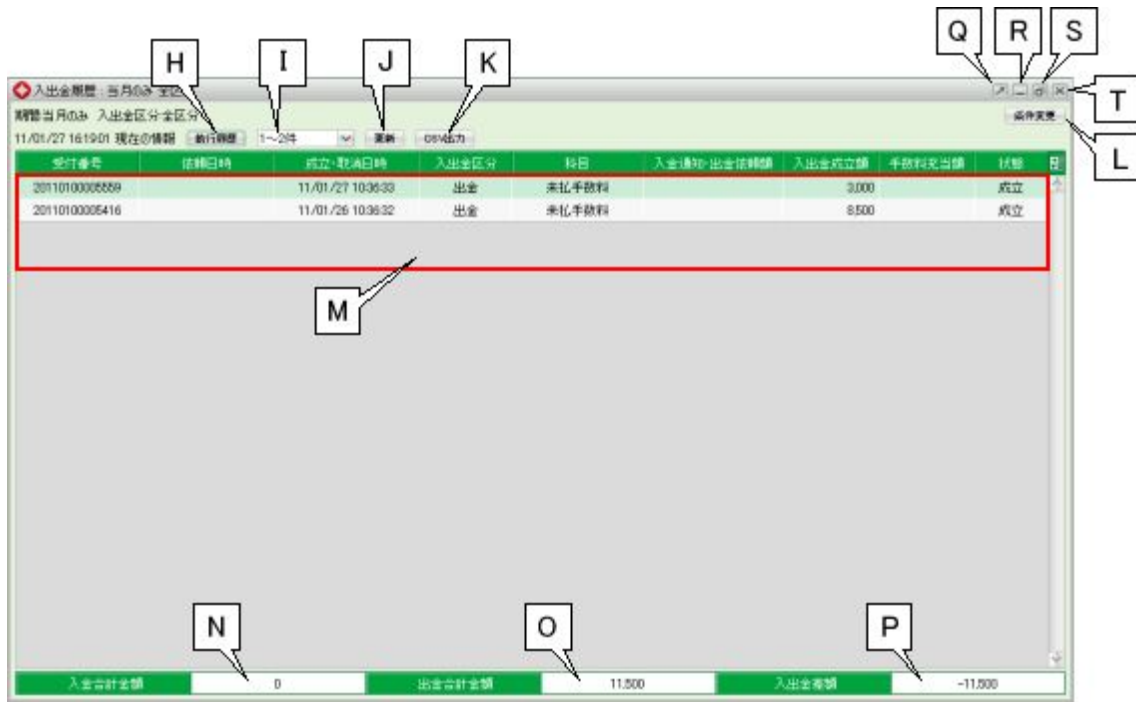 Q R S
H I J K
入出金履歴 : 当月のみ 全区
T
期間当月のみ 入出金区分全区分
条件変更
11/01/27 16:19:01 現在の情報 執行履歴 1～2件 更新 CSV出力
L
受付番号 依頼日時 成立・取消日時 入出金区分 科目 入金通知・出金依頼額 入出金成立額 手数料充当額 状態
20110100005559 11/01/27 10:36:33 出金 未払手数料 3,000 成立
20110100005416 11/01/26 10:36:32 出金 未払手数料 8,500 成立
M
N O P
入金合計金額 0 出金合計金額 11,500 入出金差額 -11,500